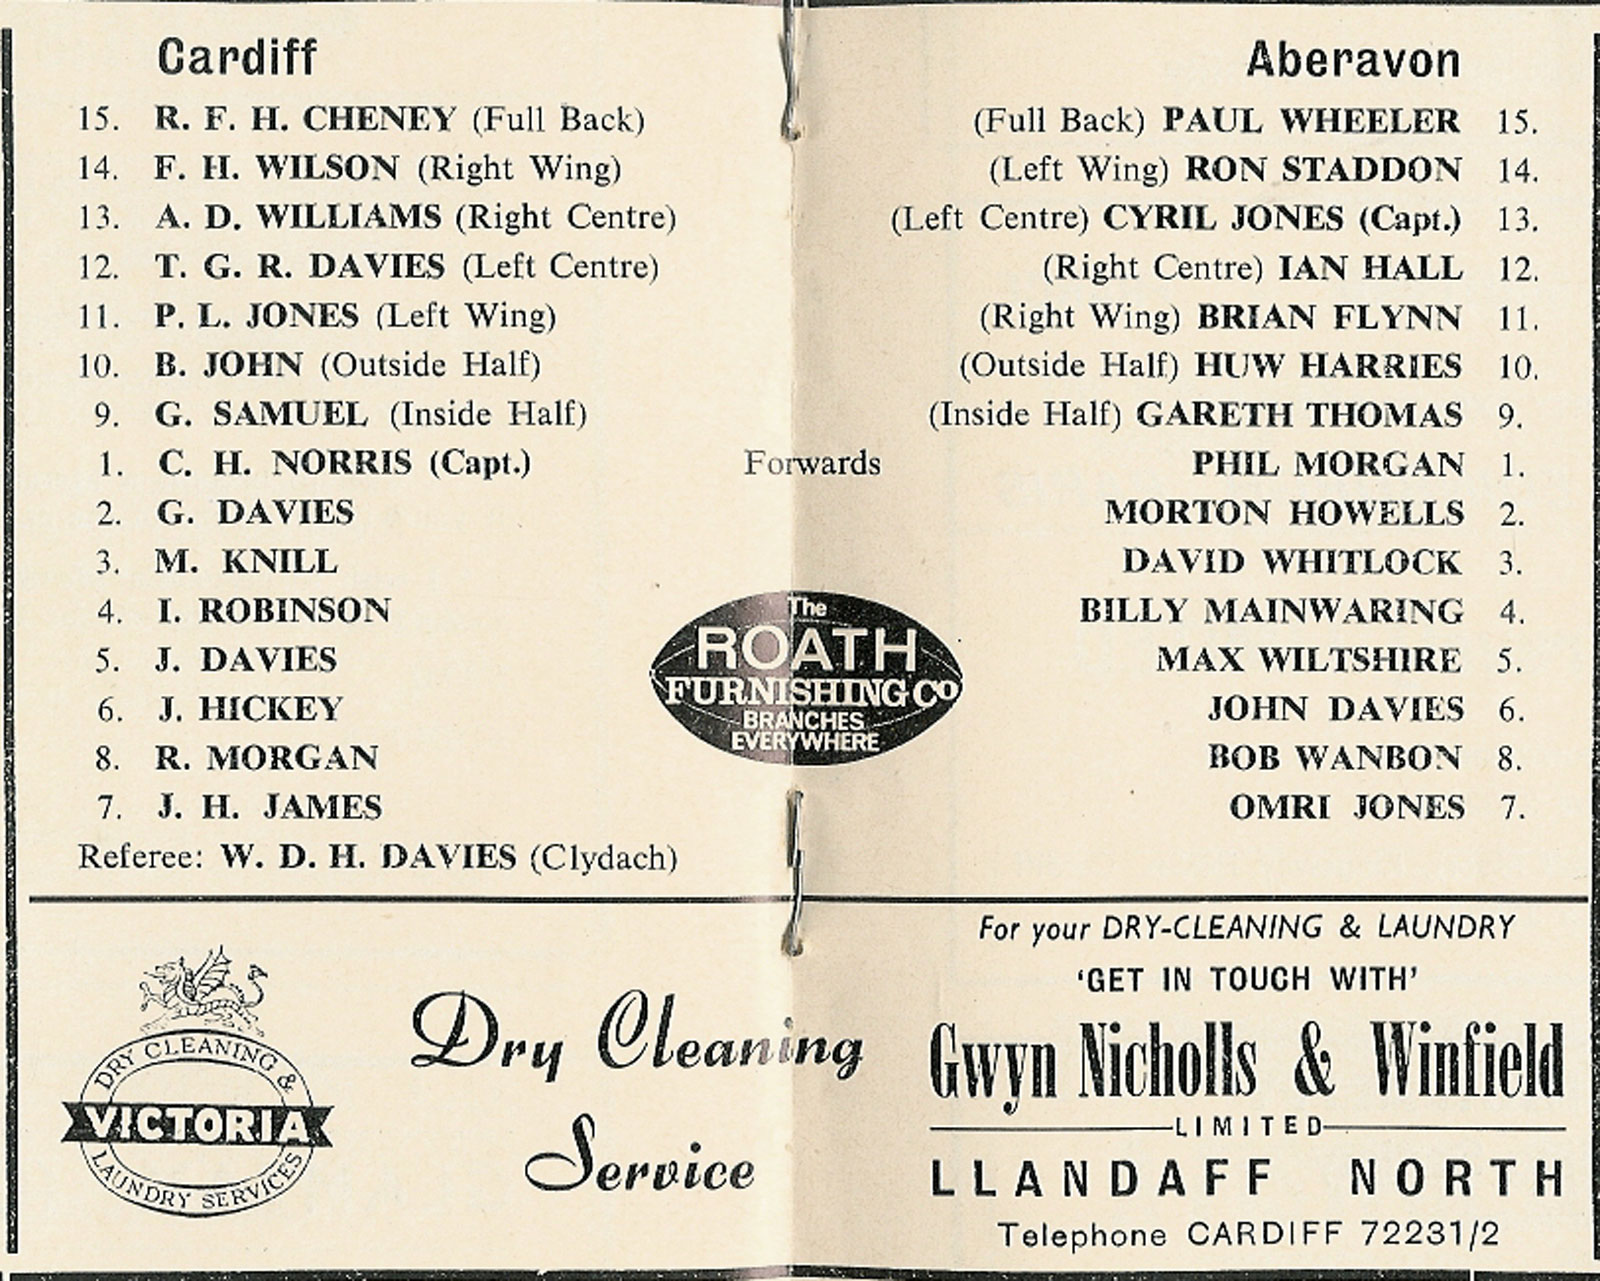 Cardiff
15. R. F. H. CHENEY (Full Back)
14. F. H. WILSON (Right Wing)
13. A. D. WILLIAMS (Right Centre)
12. T. G. R. DAVIES (Left Centre)
11. P. L. JONES (Left Wing)
10. B. JOHN (Outside Half)
9. G. SAMUEL (Inside Half)
1. C. H. NORRIS (Capt.)
2. G. DAVIES
3. M. KNILL
4. I. ROBINSON
5. J. DAVIES
6. J. HICKEY
8. R. MORGAN
7. J. H. JAMES
Referee: W. D. H. DAVIES (Clydach)
Forwards
The
ROATH
FURNISHING CO
BRANCHES
EVERYWHERE
Aberavon
(Full Back) PAUL WHEELER 15.
(Left Wing) RON STADDON 14.
(Left Centre) CYRIL JONES (Capt.) 13.
(Right Centre) IAN HALL 12.
(Right Wing) BRIAN FLYNN 11.
(Outside Half) HUW HARRIES 10.
(Inside Half) GARETH THOMAS 9.
PHIL MORGAN 1.
MORTON HOWELLS 2.
DAVID WHITLOCK 3.
BILLY MAINWARING 4.
MAX WILTSHIRE 5.
JOHN DAVIES 6.
BOB WANBON 8.
OMRI JONES 7.
DRY CLEANING &
VICTORIA
LAUNDRY SERVICES
Dry Cleaning
Service
For your DRY-CLEANING & LAUNDRY
'GET IN TOUCH WITH'
Gwyn Nicholls & Winfield
LIMITED
LLANDAFF NORTH
Telephone CARDIFF 72231/2